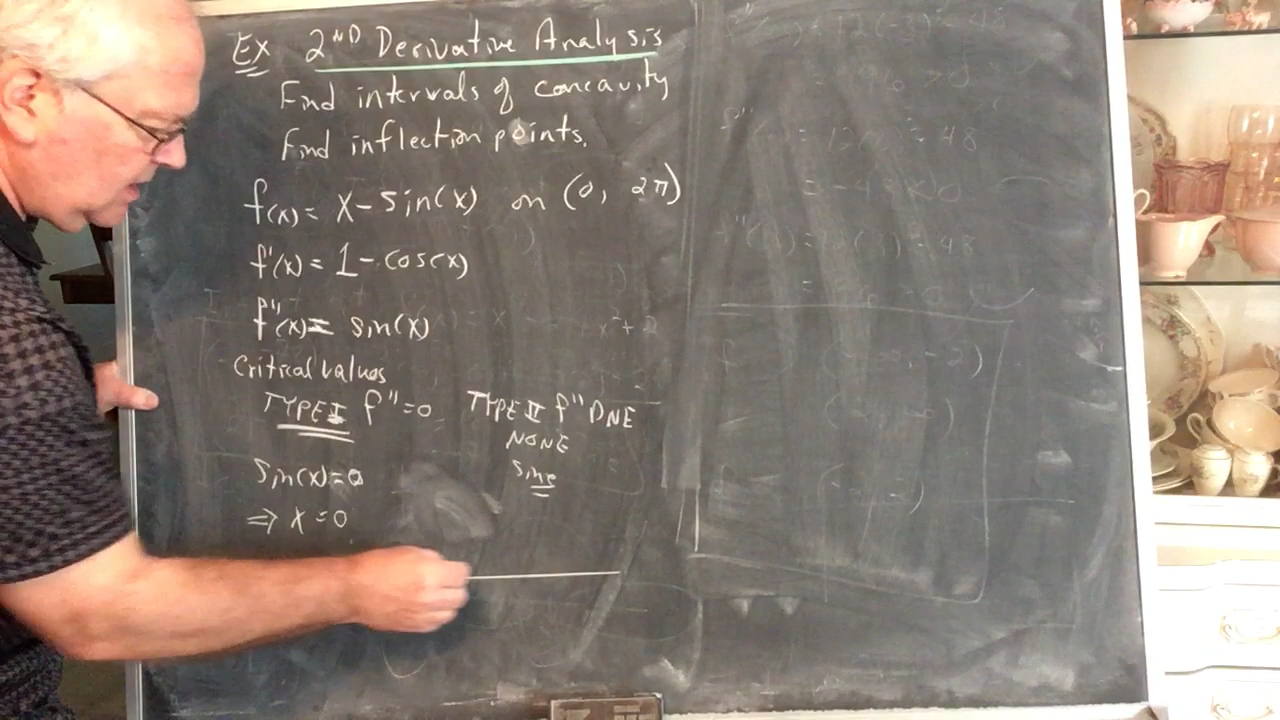 Ex 2ND Derivative Analysis
Find intervals of concavity
Find inflection points.
f(x) = x - sin(x) on (0, 2π)
f'(x) = 1 - cos(x)
f''(x) = sin(x)
Critical values
TYPE I f'' = 0 TYPE II f'' DNE
NONE
sin(x) = 0 sine
⇒ x = 0